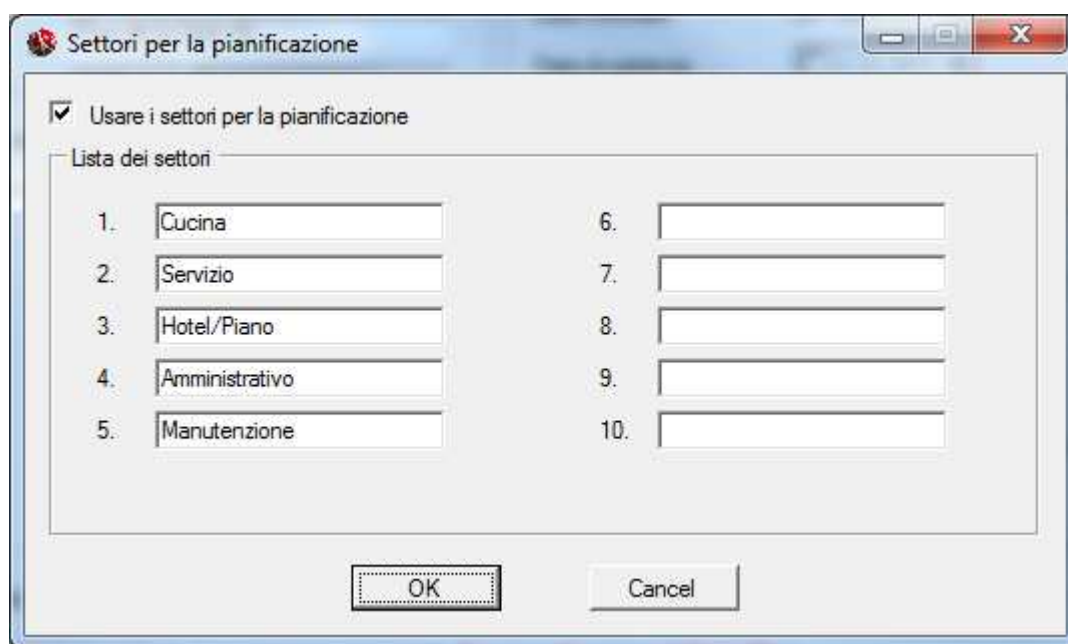 Settori per la pianificazione
Usare i settori per la pianificazione
Lista dei settori
1. Cucina
2. Servizio
3. Hotel/Piano
4. Amministrativo
5. Manutenzione
6.
7.
8.
9.
10.
OK Cancel